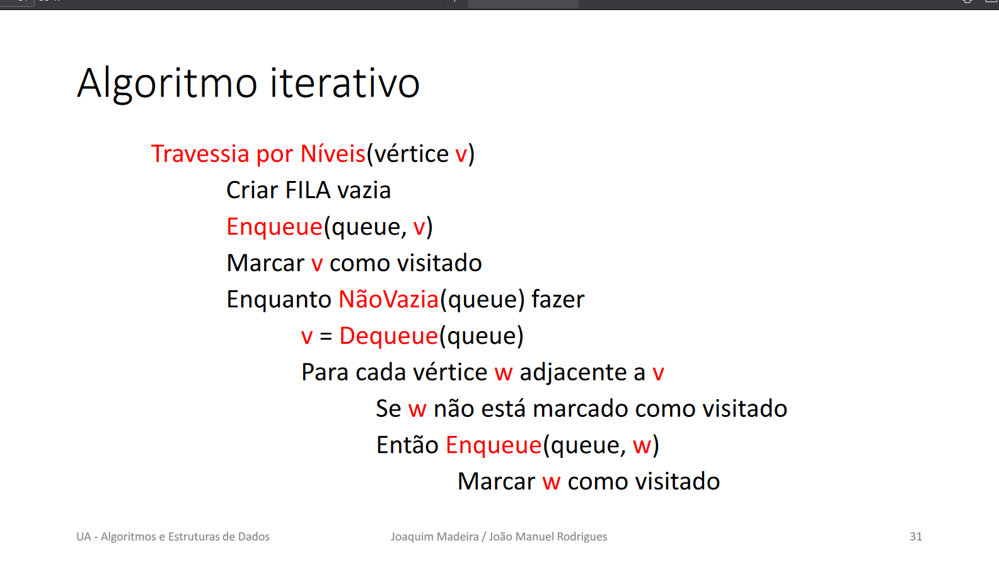 Algoritmo iterativo
Travessia por Níveis(vértice v)
Criar FILA vazia
Enqueue(queue, v)
Marcar v como visitado
Enquanto NãoVazia(queue) fazer
v = Dequeue(queue)
Para cada vértice w adjacente a v
Se w não está marcado como visitado
Então Enqueue(queue, w)
Marcar w como visitado
UA - Algoritmos e Estruturas de Dados
Joaquim Madeira / João Manuel Rodrigues
31